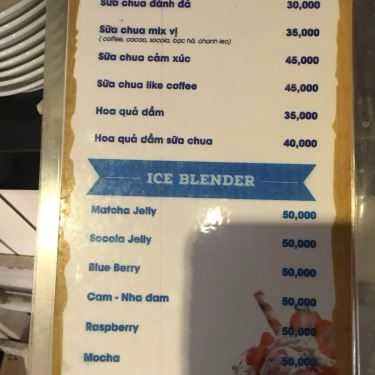 Sữa chua đánh đá 30,000
Sữa chua mix vị 35,000
( coffee, cacao, socola, bạc hà, chanh leo)
Sữa chua cảm xúc 45,000
Sữa chua like coffee 45,000
Hoa quả dầm 35,000
Hoa quả dầm sữa chua 40,000
ICE BLENDER
Matcha Jelly 50,000
Socola Jelly 50,000
Blue Berry 50,000
Cam - Nha đam 50,000
Raspberry 50,000
Mocha 50,000